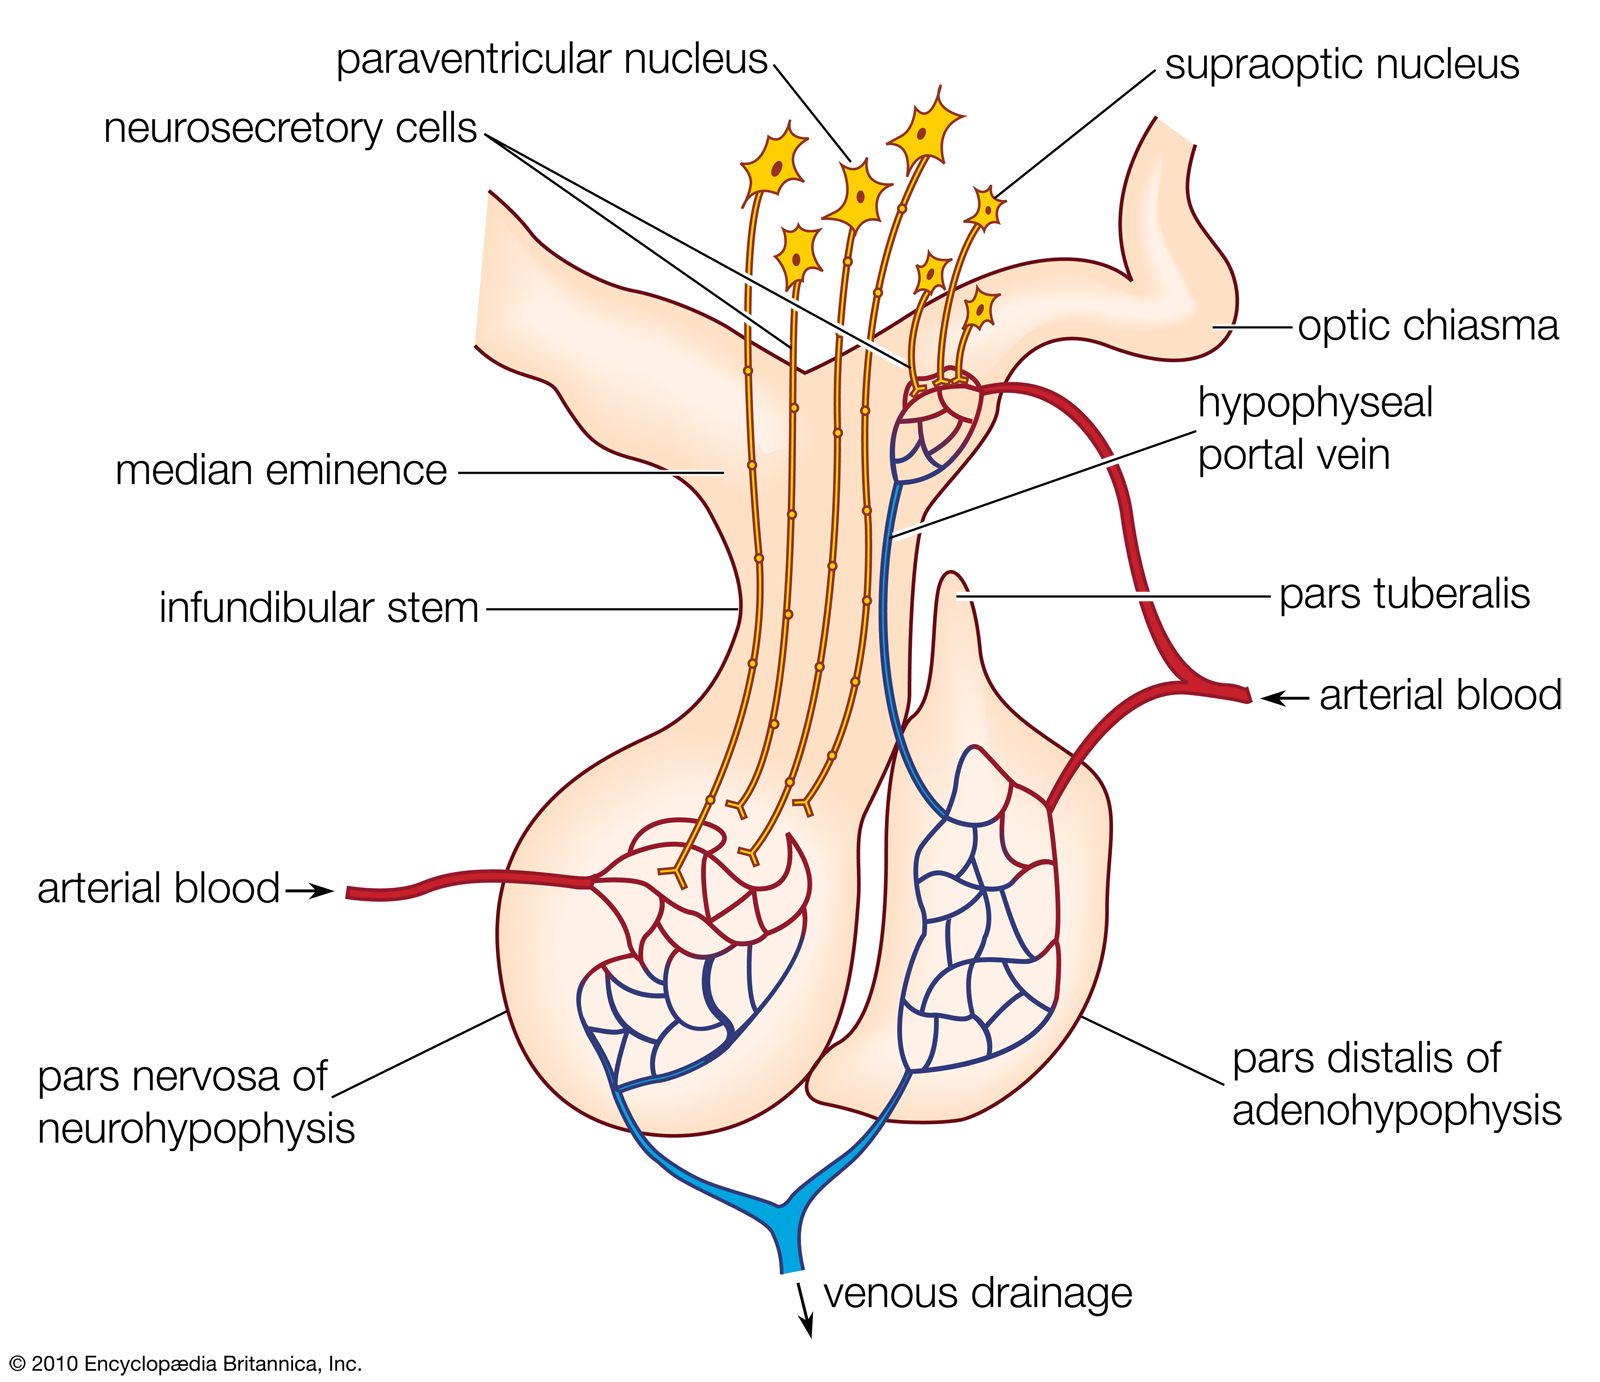 paraventricular nucleus
supraoptic nucleus
neurosecretory cells
optic chiasma
hypophyseal
portal vein
median eminence
infundibular stem
pars tuberalis
arterial blood
arterial blood
pars nervosa of
neurohypophysis
pars distalis of
adenohypophysis
venous drainage
© 2010 Encyclopædia Britannica, Inc.